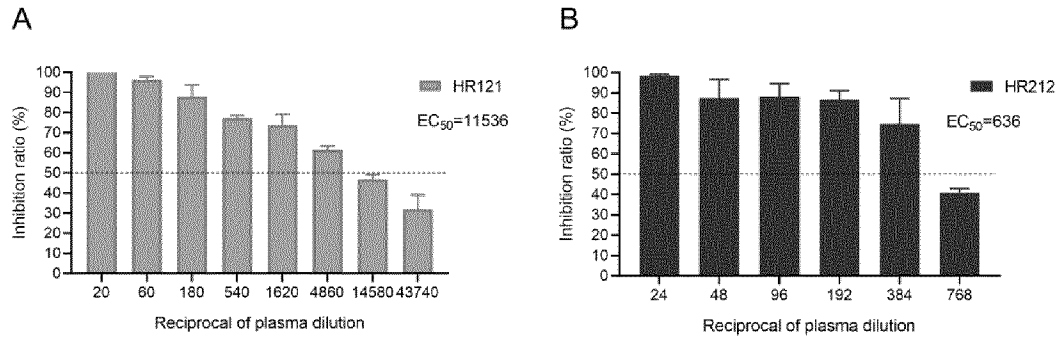 A
100
90
80
70
60
50
40
30
20
10
0
Inhibition ratio (%)
HR121
EC50=11536
20 60 180 540 1620 4860 14580 43740
Reciprocal of plasma dilution
B
100
90
80
70
60
50
40
30
20
10
0
Inhibition ratio (%)
HR212
EC50=636
24 48 96 192 384 768
Reciprocal of plasma dilution